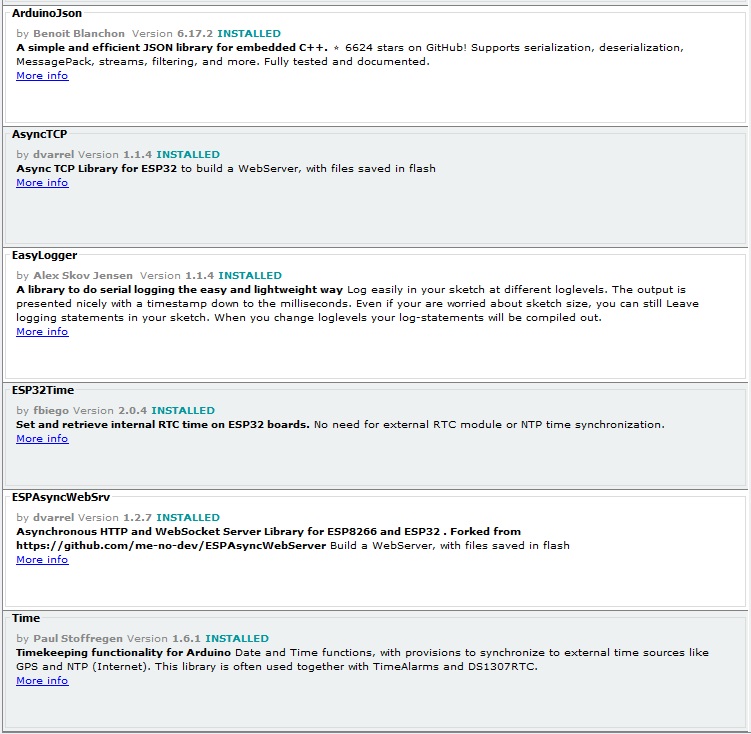 ArduinoJson
by Benoit Blanchon Version 6.17.2 INSTALLED
A simple and efficient JSON library for embedded C++. ⭐ 6624 stars on GitHub! Supports serialization, deserialization,
MessagePack, streams, filtering, and more. Fully tested and documented.
More info
AsyncTCP
by dvarrel Version 1.1.4 INSTALLED
Async TCP Library for ESP32 to build a WebServer, with files saved in flash
More info
EasyLogger
by Alex Skov Jensen Version 1.1.4 INSTALLED
A library to do serial logging the easy and lightweight way Log easily in your sketch at different loglevels. The output is
presented nicely with a timestamp down to the milliseconds. Even if your are worried about sketch size, you can still Leave
logging statements in your sketch. When you change loglevels your log-statements will be compiled out.
More info
ESP32Time
by fbiego Version 2.0.4 INSTALLED
Set and retrieve internal RTC time on ESP32 boards. No need for external RTC module or NTP time synchronization.
More info
ESPAsyncWebSrv
by dvarrel Version 1.2.7 INSTALLED
Asynchronous HTTP and WebSocket Server Library for ESP8266 and ESP32 . Forked from
https://github.com/me-no-dev/ESPAsyncWebServer Build a WebServer, with files saved in flash
More info
Time
by Paul Stoffregen Version 1.6.1 INSTALLED
Timekeeping functionality for Arduino Date and Time functions, with provisions to synchronize to external time sources like
GPS and NTP (Internet). This library is often used together with TimeAlarms and DS1307RTC.
More info